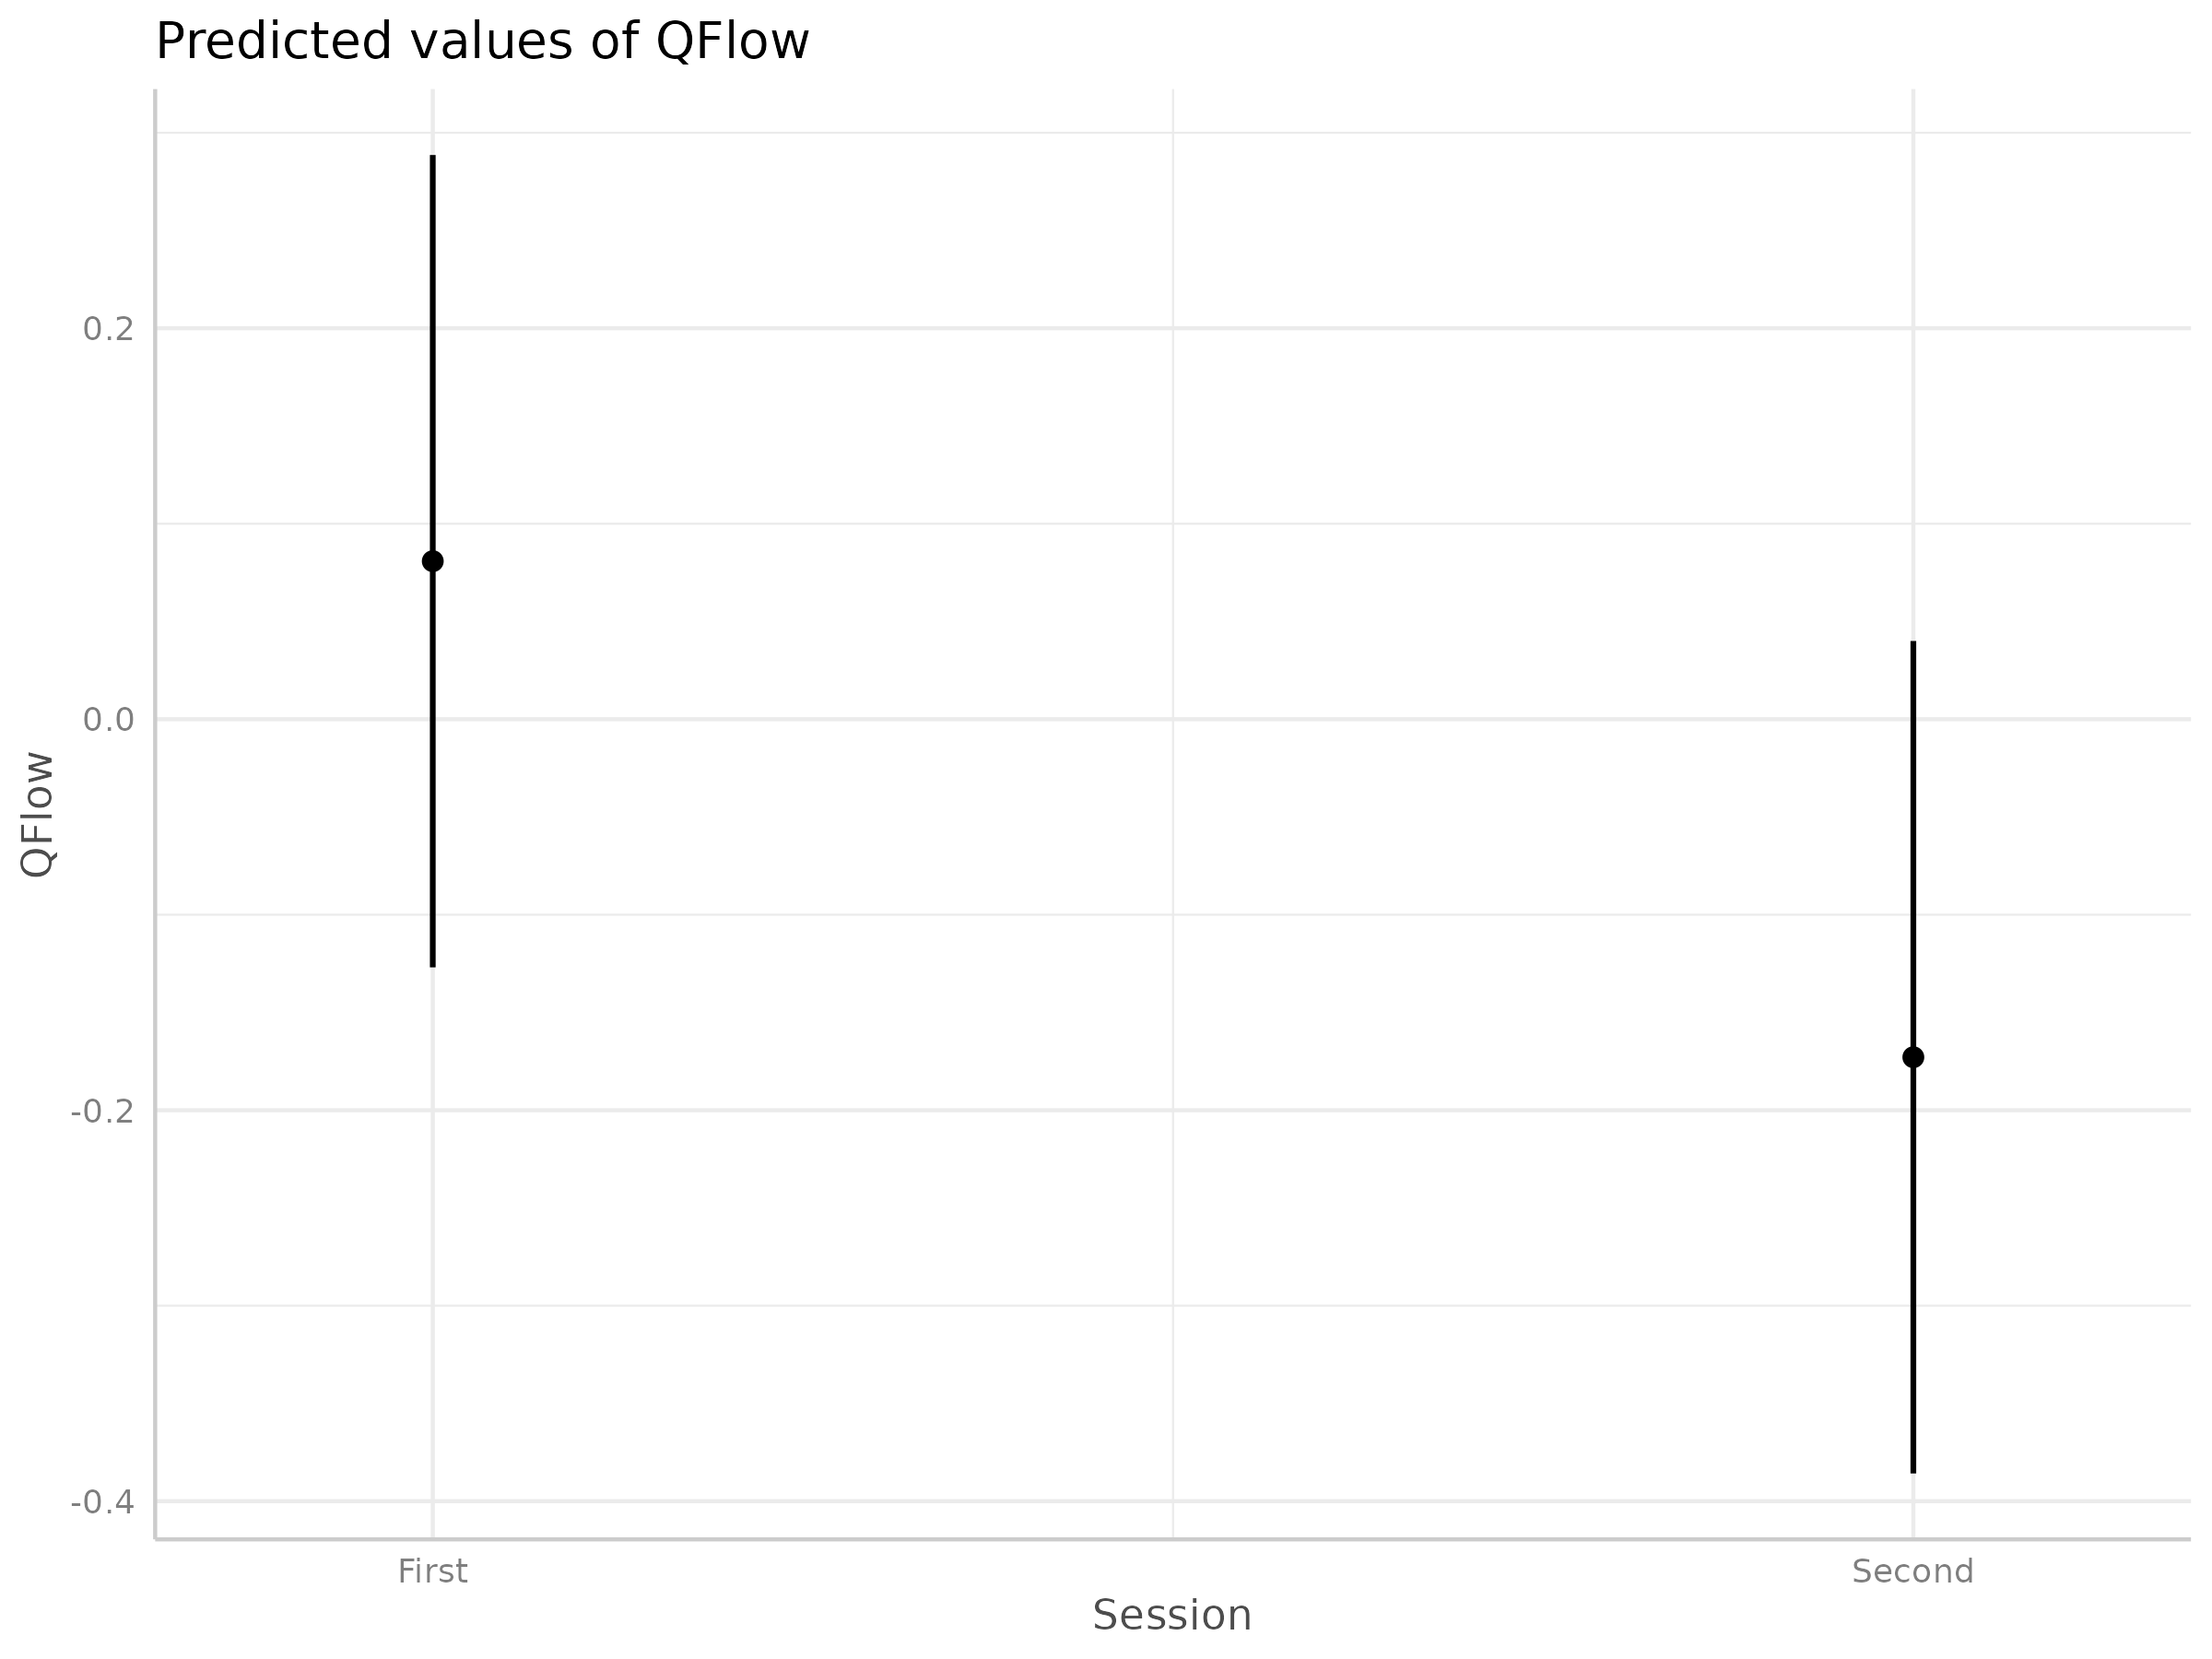 Predicted values of QFlow
QFlow
0.2
0.0
-0.2
-0.4
First
Second
Session